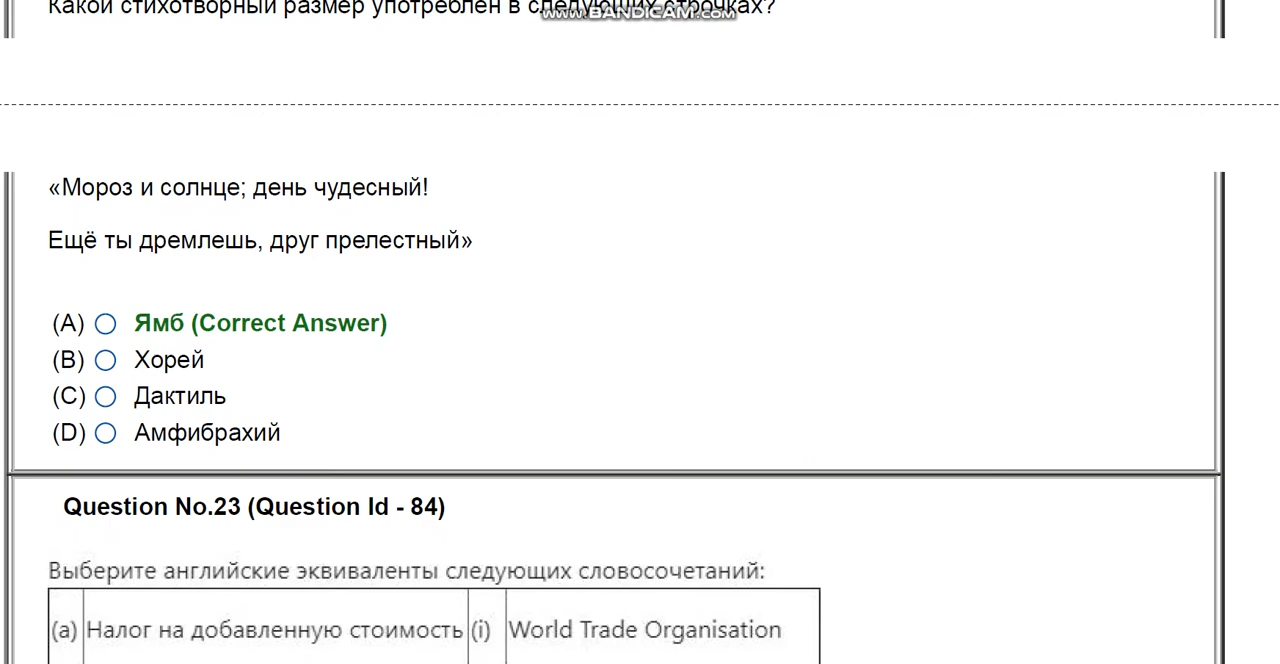 Какой стихотворный размер употреблен в следующих строчках?
www.BANDICAM.com
«Мороз и солнце; день чудесный!
Ещё ты дремлешь, друг прелестный»
(A) Ямб (Correct Answer)
(B) Хорей
(C) Дактиль
(D) Амфибрахий
Question No.23 (Question Id - 84)
Выберите английские эквиваленты следующих словосочетаний:
(a) Налог на добавленную стоимость (i) World Trade Organisation